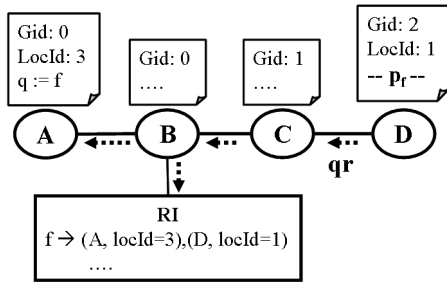 Gid: 0
LocId: 3
q := f
Gid: 0
....
Gid: 1
....
Gid: 2
LocId: 1
-- pf --
A
B
C
D
qr
RI
f → (A, locId=3),(D, locId=1)
....